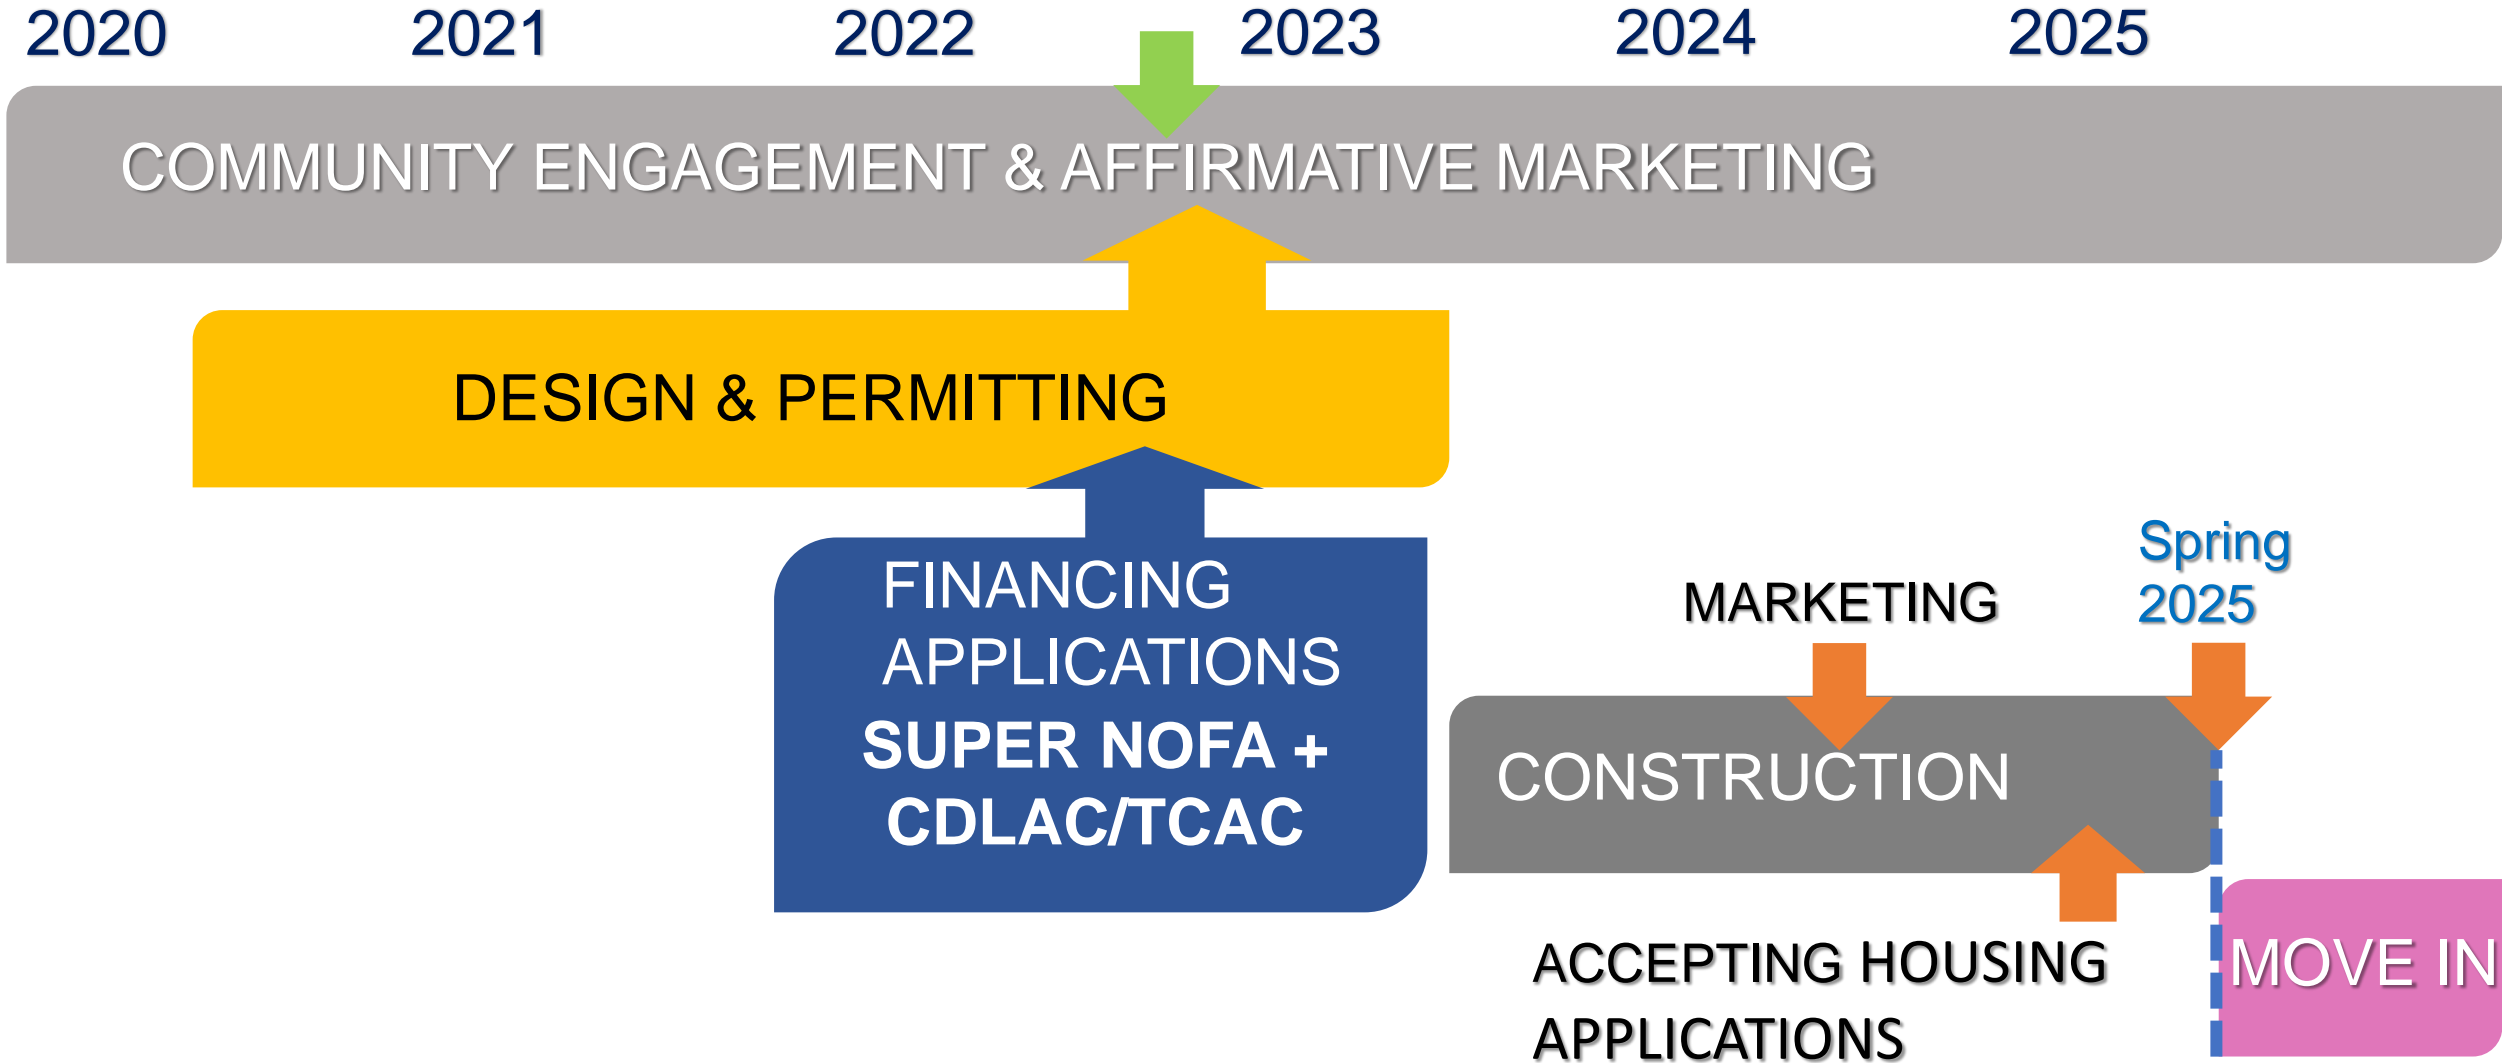 2020 2021 2022 2023 2024 2025
COMMUNITY ENGAGEMENT & AFFIRMATIVE MARKETING
DESIGN & PERMITTING
FINANCING
APPLICATIONS
SUPER NOFA +
CDLAC/TCAC
MARKETING
Spring
2025
CONSTRUCTION
ACCEPTING HOUSING
APPLICATIONS
MOVE IN